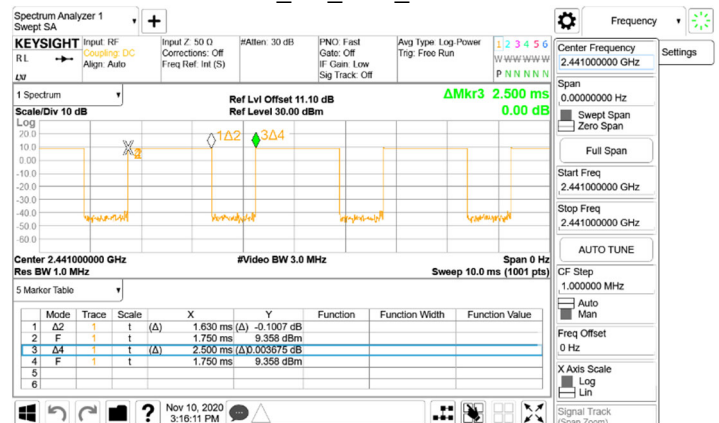 Spectrum Analyzer 1
Swept SA
Frequency
KEYSIGHT
Input: RF
Coupling: DC
Align: Auto
Input Z: 50 Ω
Corrections: Off
Freq Ref: Int (S)
#Atten: 30 dB
PNO: Fast
Gate: Off
IF Gain: Low
Sig Track: Off
Avg Type: Log-Power
Trig: Free Run
1 2 3 4 5 6
W W W W W W
P N N N N N
RL
LXI
Center Frequency
2.441000000 GHz
Settings
Span
0.00000000 Hz
Swept Span
Zero Span
Full Span
Start Freq
2.441000000 GHz
Stop Freq
2.441000000 GHz
AUTO TUNE
CF Step
1.000000 MHz
Auto
Man
Freq Offset
0 Hz
X Axis Scale
Log
Lin
Signal Track
(Span Zoom)
1 Spectrum
Scale/Div 10 dB
Ref Lvl Offset 11.10 dB
Ref Level 30.00 dBm
ΔMkr3 2.500 ms
0.00 dB
Log
20.0
10.0
0.00
-10.0
-20.0
-30.0
-40.0
-50.0
-60.0
1Δ2
3Δ4
Center 2.441000000 GHz
#Video BW 3.0 MHz
Span 0 Hz
Res BW 1.0 MHz
Sweep 10.0 ms (1001 pts)
5 Marker Table
Mode Trace Scale X Y Function Function Width Function Value
1 Δ2 1 t (Δ) 1.630 ms (Δ) -0.1007 dB
2 F 1 t 1.750 ms 9.358 dBm
3 Δ4 1 t (Δ) 2.500 ms (Δ)0.003675 dB
4 F 1 t 1.750 ms 9.358 dBm
5
6
?
Nov 10, 2020
3:16:11 PM